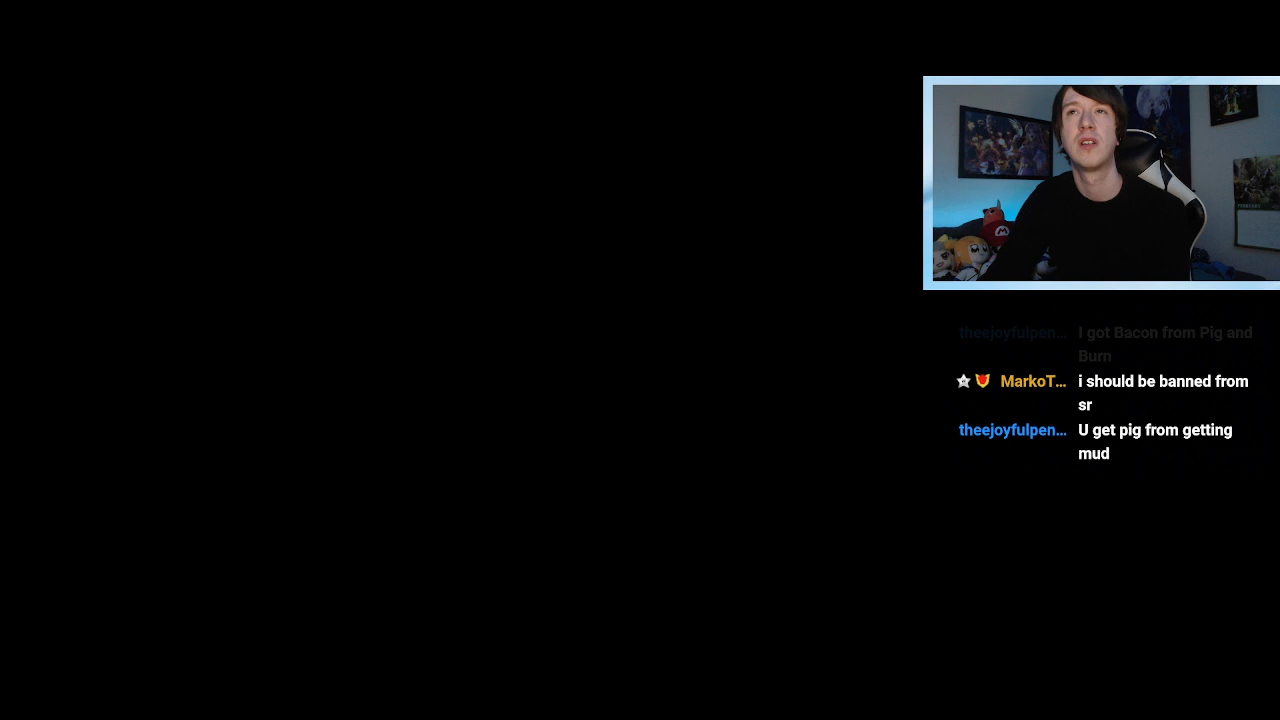 theejoyfulpen… I got Bacon from Pig and
Burn
MarkoT… i should be banned from
sr
theejoyfulpen… U get pig from getting
mud